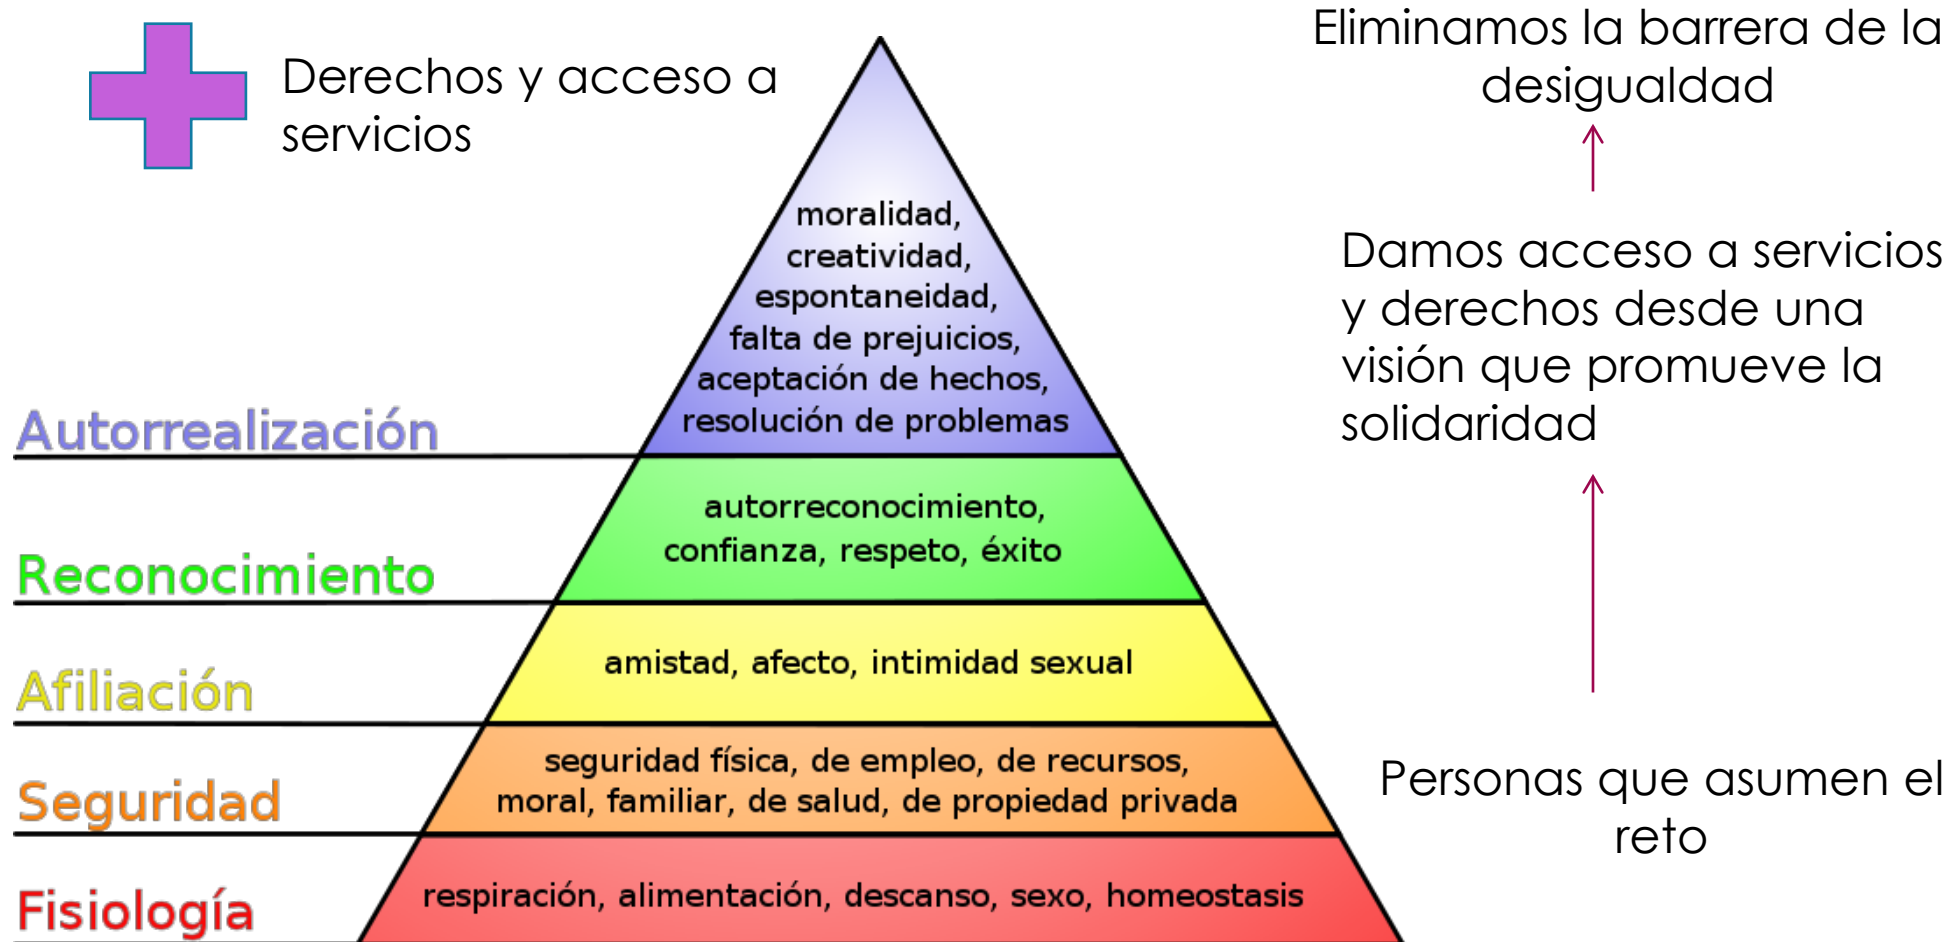 Derechos y acceso a
servicios
Eliminamos la barrera de la
desigualdad
Damos acceso a servicios
y derechos desde una
visión que promueve la
solidaridad
Personas que asumen el
reto
moralidad,
creatividad,
espontaneidad,
falta de prejuicios,
aceptación de hechos,
resolución de problemas
Autorrealización
autorreconocimiento,
confianza, respeto, éxito
Reconocimiento
amistad, afecto, intimidad sexual
Afiliación
seguridad física, de empleo, de recursos,
moral, familiar, de salud, de propiedad privada
Seguridad
respiración, alimentación, descanso, sexo, homeostasis
Fisiología